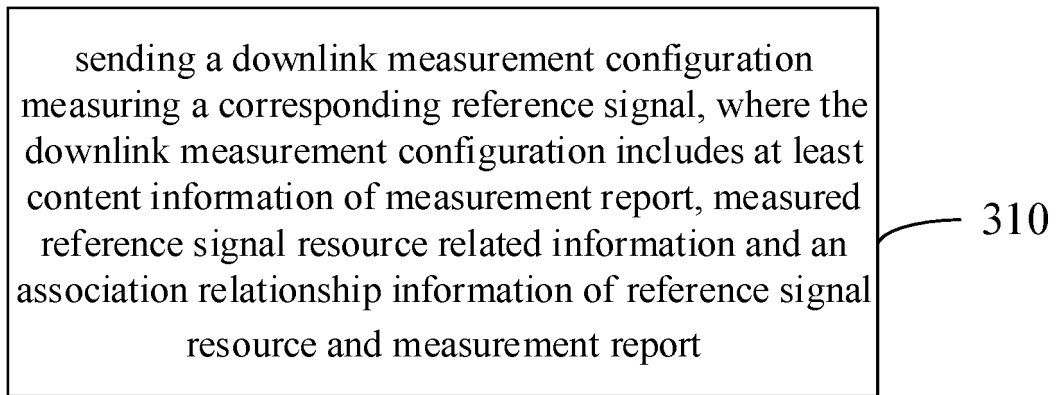 sending a downlink measurement configuration
measuring a corresponding reference signal, where the
downlink measurement configuration includes at least
content information of measurement report, measured
reference signal resource related information and an
association relationship information of reference signal
resource and measurement report
310